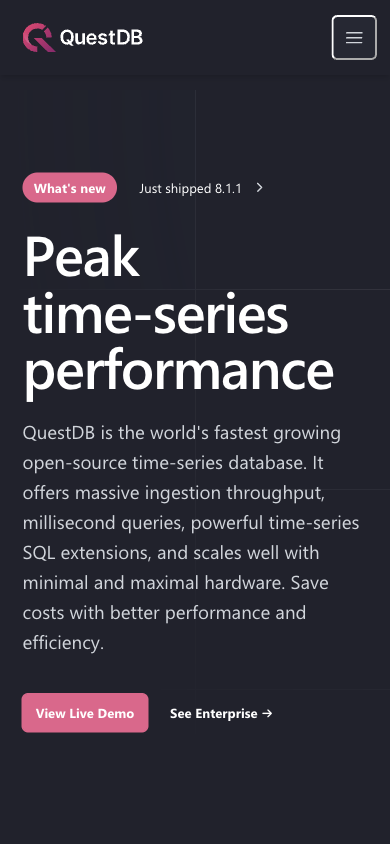 QuestDB
What's new
Just shipped 8.1.1
Peak
time-series
performance
QuestDB is the world's fastest growing
open-source time-series database. It
offers massive ingestion throughput,
millisecond queries, powerful time-series
SQL extensions, and scales well with
minimal and maximal hardware. Save
costs with better performance and
efficiency.
View Live Demo
See Enterprise →